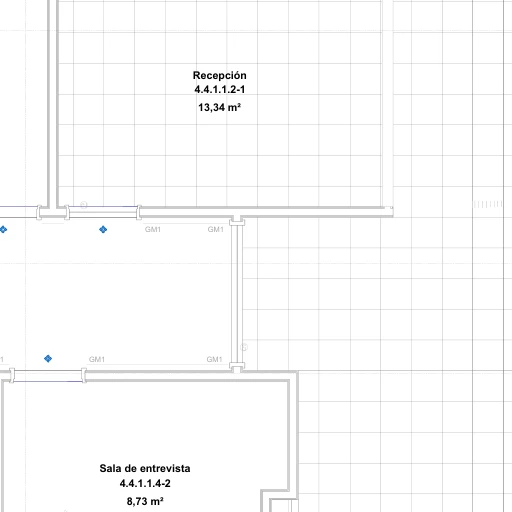 Recepción
4.4.1.1.2-1
13,34 m²
GM1
GM1
GM1
GM1
Sala de entrevista
4.4.1.1.4-2
8,73 m²